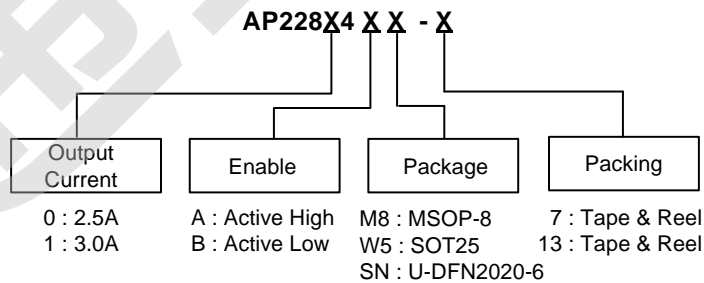 AP228X4 X X - X
Output
Current
Enable
Package
Packing
0 : 2.5A
1 : 3.0A
A : Active High
B : Active Low
M8 : MSOP-8
W5 : SOT25
SN : U-DFN2020-6
7 : Tape & Reel
13 : Tape & Reel